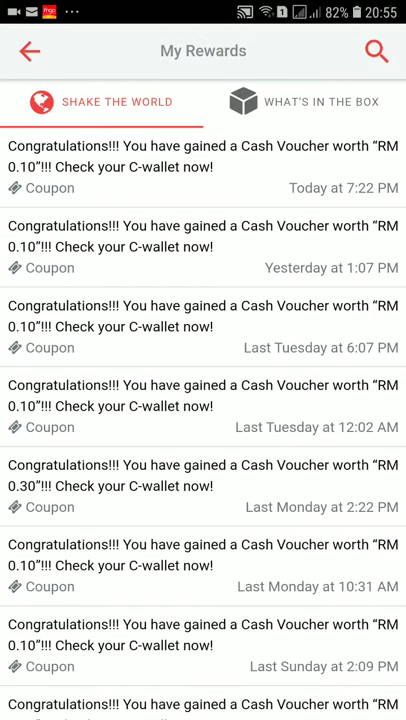 82% 20:55
My Rewards
SHAKE THE WORLD
WHAT'S IN THE BOX
Congratulations!!! You have gained a Cash Voucher worth “RM
0.10”!!! Check your C-wallet now!
Coupon Today at 7:22 PM
Congratulations!!! You have gained a Cash Voucher worth “RM
0.10”!!! Check your C-wallet now!
Coupon Yesterday at 1:07 PM
Congratulations!!! You have gained a Cash Voucher worth “RM
0.10”!!! Check your C-wallet now!
Coupon Last Tuesday at 6:07 PM
Congratulations!!! You have gained a Cash Voucher worth “RM
0.10”!!! Check your C-wallet now!
Coupon Last Tuesday at 12:02 AM
Congratulations!!! You have gained a Cash Voucher worth “RM
0.30”!!! Check your C-wallet now!
Coupon Last Monday at 2:22 PM
Congratulations!!! You have gained a Cash Voucher worth “RM
0.10”!!! Check your C-wallet now!
Coupon Last Monday at 10:31 AM
Congratulations!!! You have gained a Cash Voucher worth “RM
0.10”!!! Check your C-wallet now!
Coupon Last Sunday at 2:09 PM
Congratulations!!! You have gained a Cash Voucher worth “RM